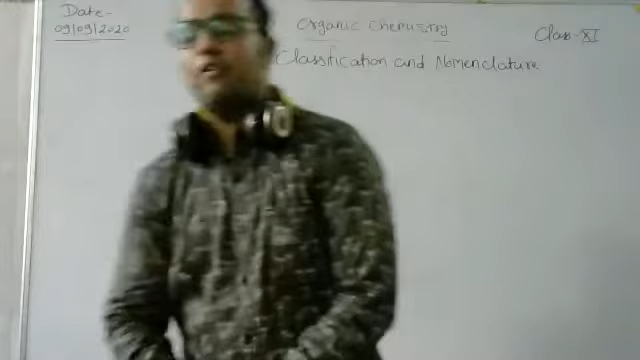 Date-
09/09/2020
Organic Chemistry
Class-XI
Classification and Nomenclature